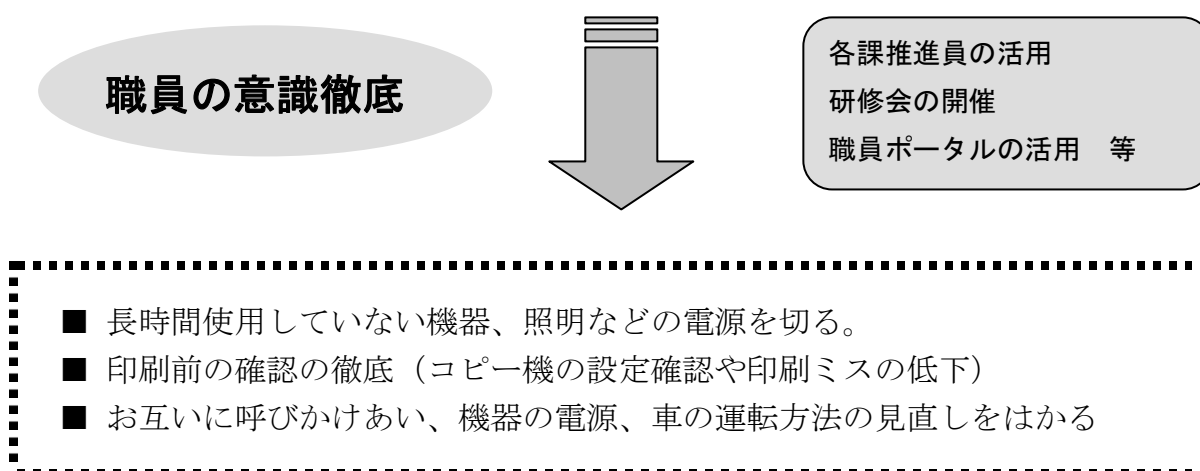 職員の意識徹底
各課推進員の活用
研修会の開催
職員ポータルの活用　等
■ 長時間使用していない機器、照明などの電源を切る。
■ 印刷前の確認の徹底（コピー機の設定確認や印刷ミスの低下）
■ お互いに呼びかけあい、機器の電源、車の運転方法の見直しをはかる